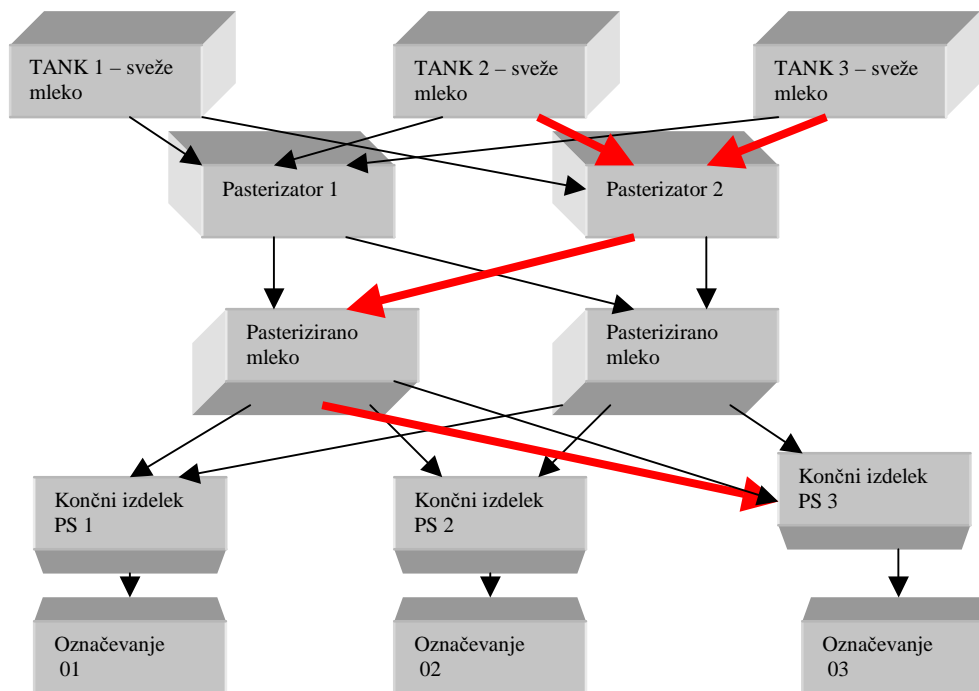 TANK 1 – sveže
mleko
TANK 2 – sveže
mleko
TANK 3 – sveže
mleko
Pasterizator 1
Pasterizator 2
Pasterizirano
mleko
Pasterizirano
mleko
Končni izdelek
PS 1
Končni izdelek
PS 2
Končni izdelek
PS 3
Označevanje
01
Označevanje
02
Označevanje
03